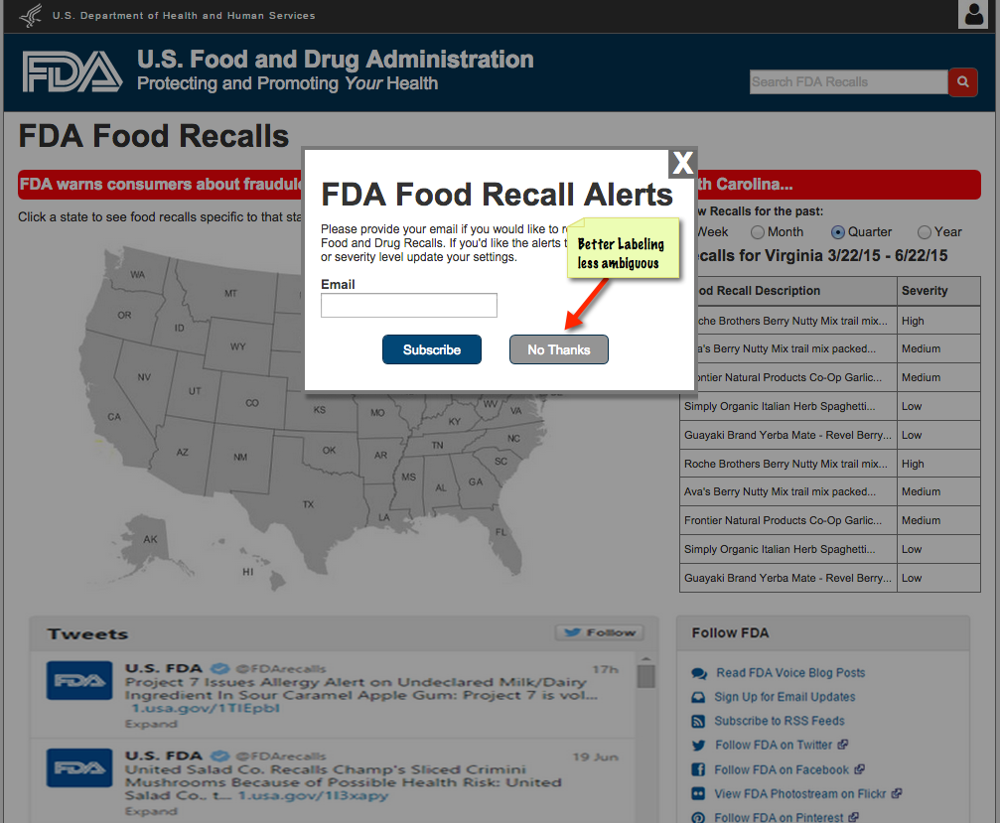 U.S. Department of Health and Human Services
FDA
U.S. Food and Drug Administration
Protecting and Promoting Your Health
Search FDA Recalls
FDA Food Recalls
FDA warns consumers about
th Carolina...
Click a state to see food recalls specific to that
w Recalls for the past:
Week Month Quarter Year
calls for Virginia 3/22/15 - 6/22/15
X
FDA Food Recall Alerts
Please provide your email if you would like to
Food and Drug Recalls. If you'd like the alerts
or severity level update your settings.
Better Labeling
less ambiguous
Email
Subscribe
No Thanks
WA
MT
OR
ID
WY
NV
UT
CO
CA
AZ
NM
KS
MO
WV
VA
KY
OK
AR
TN
NC
SC
MS
AL
GA
TX
LA
FL
AK
HI
od Recall Description Severity
che Brothers Berry Nutty Mix trail mix... High
a's Berry Nutty Mix trail mix packed... Medium
ontier Natural Products Co-Op Garlic... Medium
Simply Organic Italian Herb Spaghetti... Low
Guayaki Brand Yerba Mate - Revel Berry... Low
Roche Brothers Berry Nutty Mix trail mix... High
Ava's Berry Nutty Mix trail mix packed... Medium
Frontier Natural Products Co-Op Garlic... Medium
Simply Organic Italian Herb Spaghetti... Low
Guayaki Brand Yerba Mate - Revel Berry... Low
Tweets
Follow
FDA
U.S. FDA @FDArecalls 17h
Project 7 Issues Allergy Alert on Undeclared Milk/Dairy
Ingredient In Sour Caramel Apple Gum: Project 7 is vol...
1.usa.gov/1TIEpbI
Expand
FDA
U.S. FDA @FDArecalls 19 Jun
United Salad Co. Recalls Champ's Sliced Crimini
Mushrooms Because of Possible Health Risk: United
Salad Co., t... 1.usa.gov/1I3xapy
Expand
Follow FDA
Read FDA Voice Blog Posts
Sign Up for Email Updates
Subscribe to RSS Feeds
Follow FDA on Twitter
Follow FDA on Facebook
View FDA Photostream on Flickr
Follow FDA on Pinterest